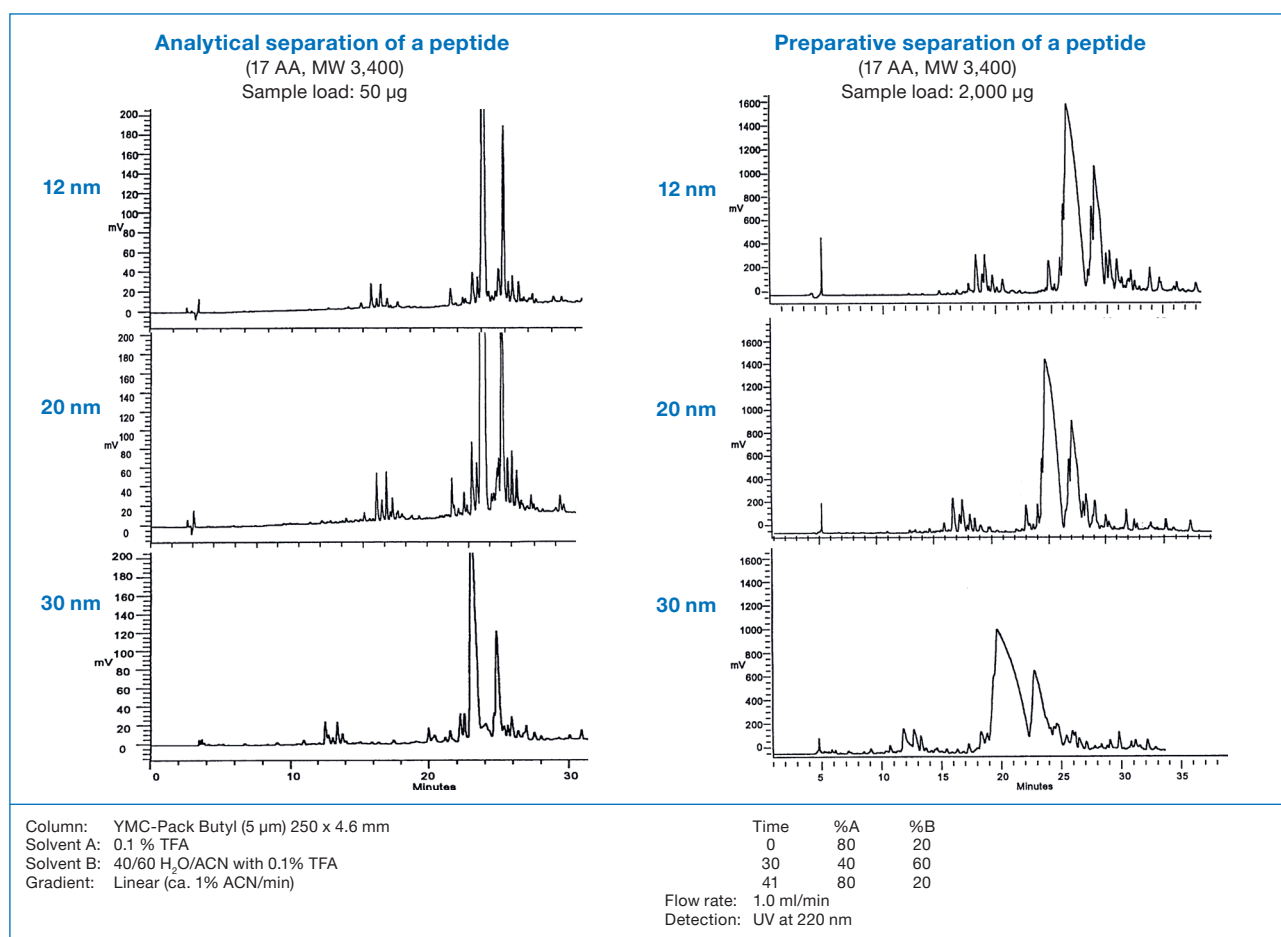 Analytical separation of a peptide
(17 AA, MW 3,400)
Sample load: 50 µg
12 nm
200
180
160
140
120
100
mV
80
60
40
20
0
20 nm
200
180
160
140
120
100
mV
80
60
40
20
0
30 nm
200
180
160
140
120
100
mV
80
60
40
20
0
0 10 20 30
Minutes
Preparative separation of a peptide
(17 AA, MW 3,400)
Sample load: 2,000 µg
12 nm
1600
1400
1200
1000
800
mV
600
400
200
0
20 nm
1600
1400
1200
1000
800
mV
600
400
200
0
30 nm
1600
1400
1200
1000
800
mV
600
400
200
0
5 10 15 20 25 30 35
Minutes
Column: YMC-Pack Butyl (5 µm) 250 x 4.6 mm
Solvent A: 0.1 % TFA
Solvent B: 40/60 H₂O/ACN with 0.1% TFA
Gradient: Linear (ca. 1% ACN/min)
Time %A %B
0 80 20
30 40 60
41 80 20
Flow rate: 1.0 ml/min
Detection: UV at 220 nm